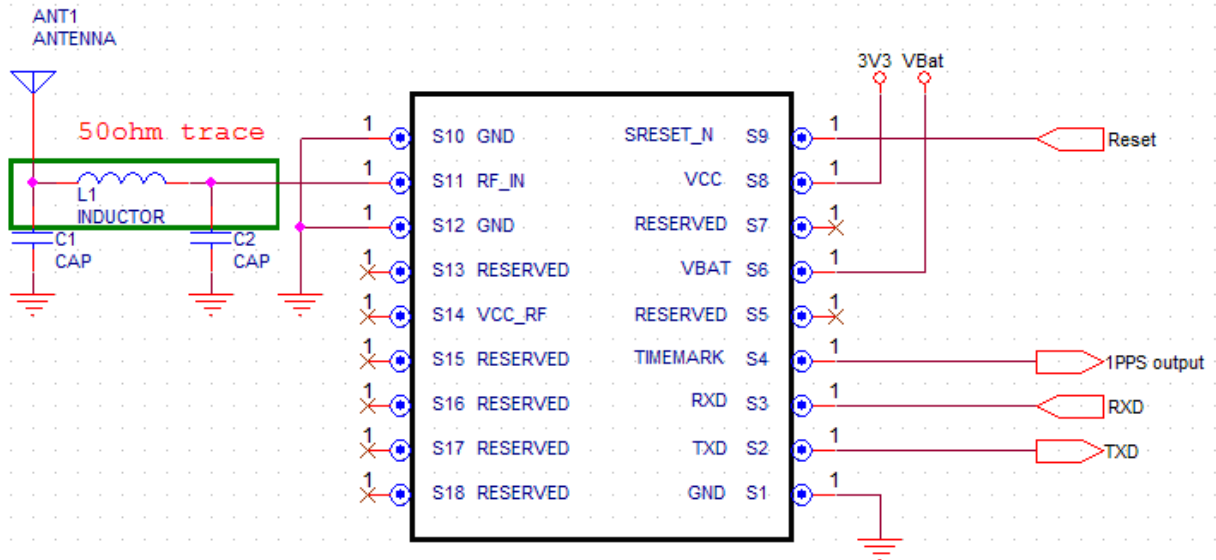 ANT1
ANTENNA
50ohm trace
L1
INDUCTOR
C1
CAP
C2
CAP
3V3 VBat
1 S10 GND SRESET_N S9 1 Reset
1 S11 RF_IN VCC S8 1
1 S12 GND RESERVED S7 1
1 S13 RESERVED VBAT S6 1
1 S14 VCC_RF RESERVED S5 1
1 S15 RESERVED TIMEMARK S4 1 1PPS output
1 S16 RESERVED RXD S3 1 RXD
1 S17 RESERVED TXD S2 1 TXD
1 S18 RESERVED GND S1 1